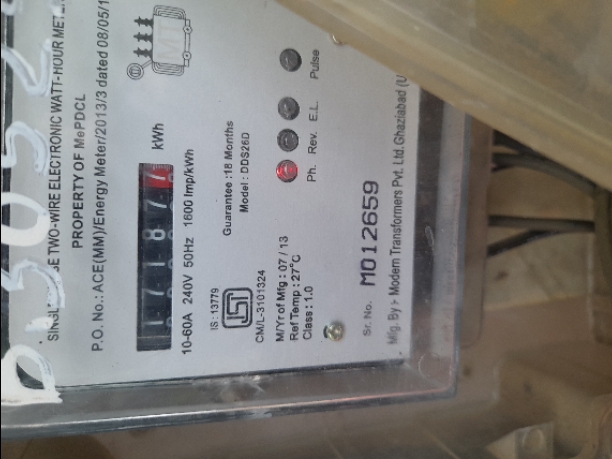 TWO-WIRE ELECTRONIC WATT-HOUR
PROPERTY OF MePDCL
P.O. No.: ACE(MM)/Energy Meter/2013/3 dated 08/05/1
MT
171877 kWh
10-60A 240V 50Hz 1600 Imp/kWh
IS:13779
CM/L-3101324
Guarantee :18 Months
Model : DDS26D
M/Yr of Mfg : 07 / 13
Ref Temp : 27°C
Class : 1.0
Ph. Rev. E.L. Pulse
Sr. No. M012659
Mfg. By :- Modern Transformers Pvt. Ltd. Ghaziabad (U